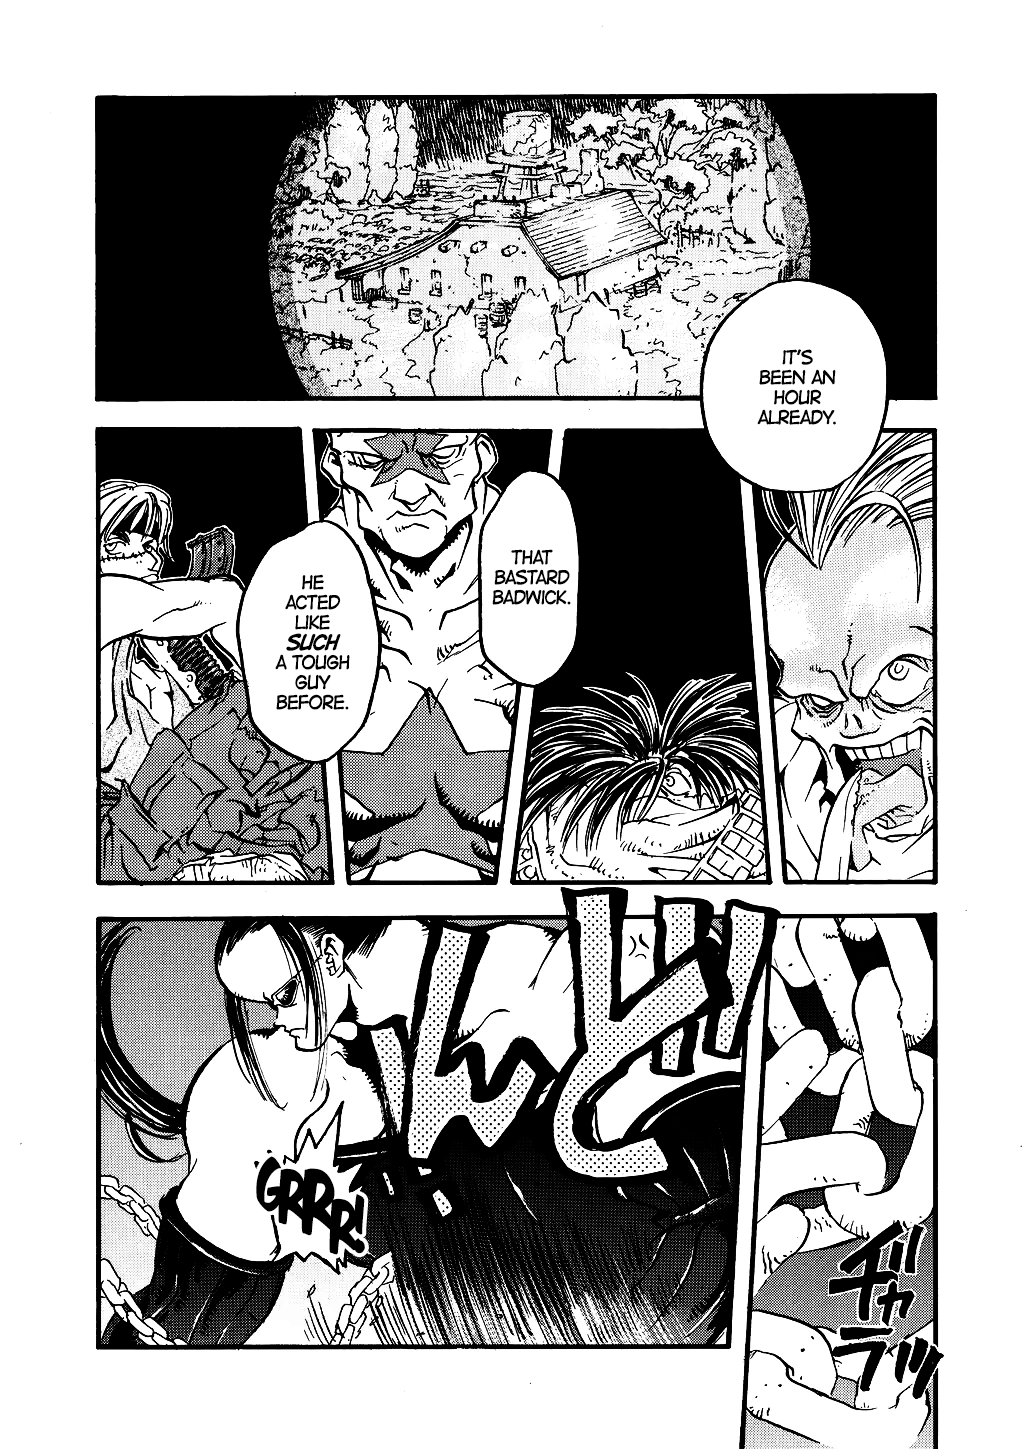 IT'S
BEEN AN
HOUR
ALREADY.
THAT
BASTARD
BADWICK.
HE
ACTED
LIKE
SUCH
A TOUGH
GUY
BEFORE.
ギャラッ
GRRR!